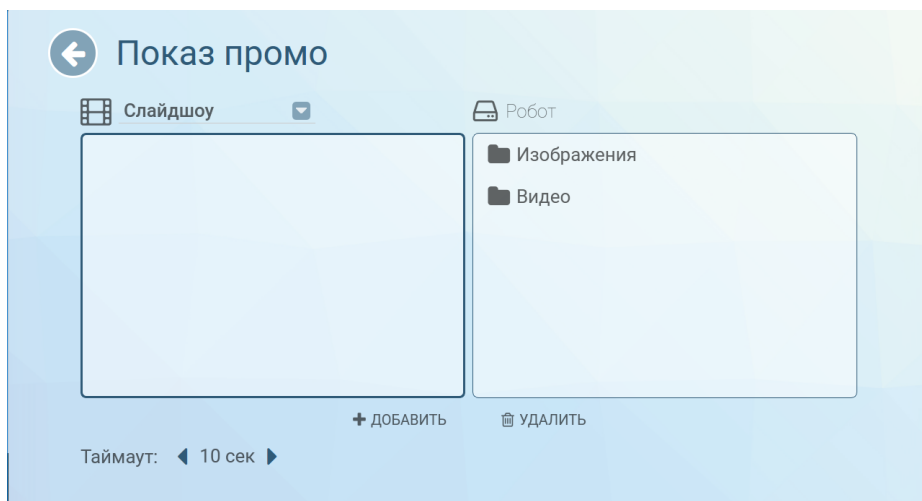 Показ промо
Слайдшоу
Робот
Изображения
Видео
ДОБАВИТЬ
УДАЛИТЬ
Таймаут: 10 сек